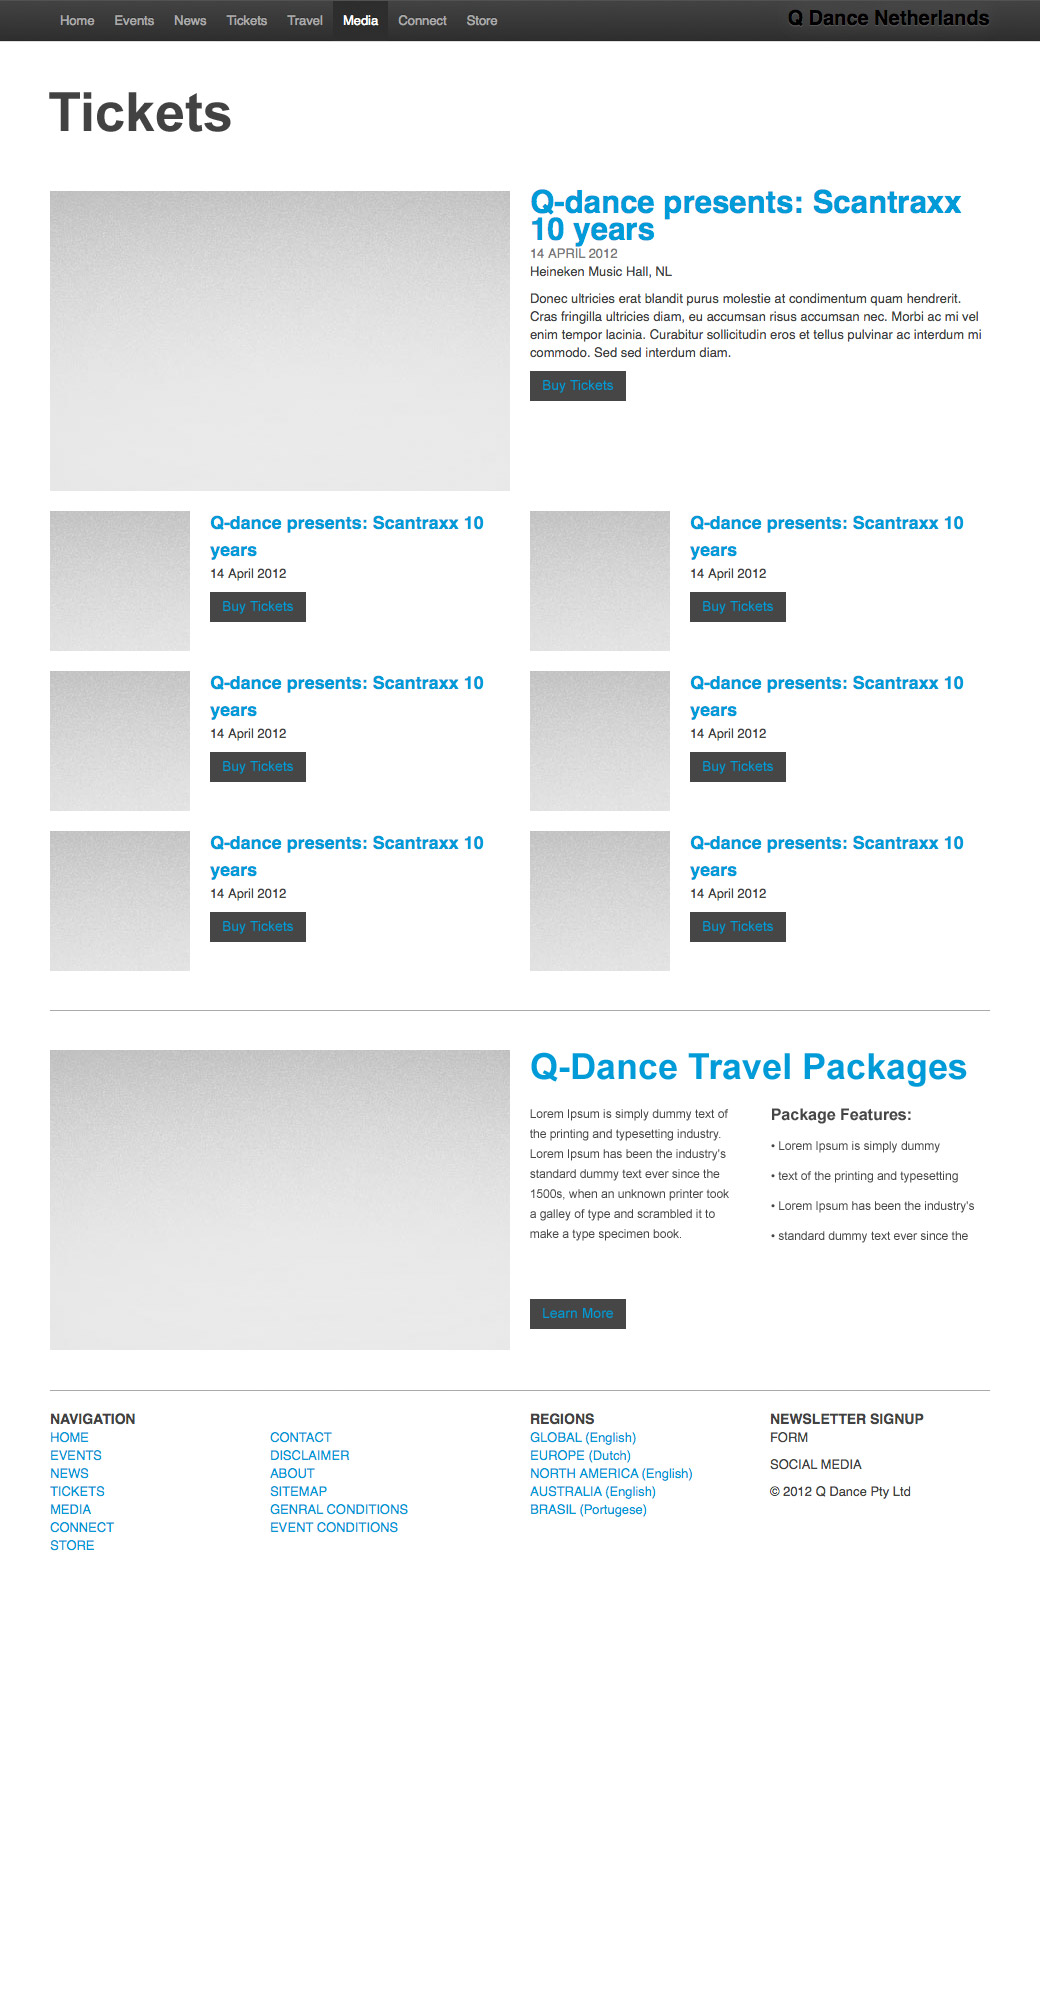 Home Events News Tickets Travel Media Connect Store
Q Dance Netherlands
Tickets
Q-dance presents: Scantraxx
10 years
14 APRIL 2012
Heineken Music Hall, NL
Donec ultricies erat blandit purus molestie at condimentum quam hendrerit.
Cras fringilla ultricies diam, eu accumsan risus accumsan nec. Morbi ac mi vel
enim tempor lacinia. Curabitur sollicitudin eros et tellus pulvinar ac interdum mi
commodo. Sed sed interdum diam.
Buy Tickets
Q-dance presents: Scantraxx 10
years
14 April 2012
Buy Tickets
Q-dance presents: Scantraxx 10
years
14 April 2012
Buy Tickets
Q-dance presents: Scantraxx 10
years
14 April 2012
Buy Tickets
Q-dance presents: Scantraxx 10
years
14 April 2012
Buy Tickets
Q-dance presents: Scantraxx 10
years
14 April 2012
Buy Tickets
Q-dance presents: Scantraxx 10
years
14 April 2012
Buy Tickets
Q-Dance Travel Packages
Lorem Ipsum is simply dummy text of
the printing and typesetting industry.
Lorem Ipsum has been the industry's
standard dummy text ever since the
1500s, when an unknown printer took
a galley of type and scrambled it to
make a type specimen book.
Package Features:
• Lorem Ipsum is simply dummy
• text of the printing and typesetting
• Lorem Ipsum has been the industry's
• standard dummy text ever since the
Learn More
NAVIGATION
HOME
EVENTS
NEWS
TICKETS
MEDIA
CONNECT
STORE
CONTACT
DISCLAIMER
ABOUT
SITEMAP
GENRAL CONDITIONS
EVENT CONDITIONS
REGIONS
GLOBAL (English)
EUROPE (Dutch)
NORTH AMERICA (English)
AUSTRALIA (English)
BRASIL (Portugese)
NEWSLETTER SIGNUP
FORM
SOCIAL MEDIA
© 2012 Q Dance Pty Ltd